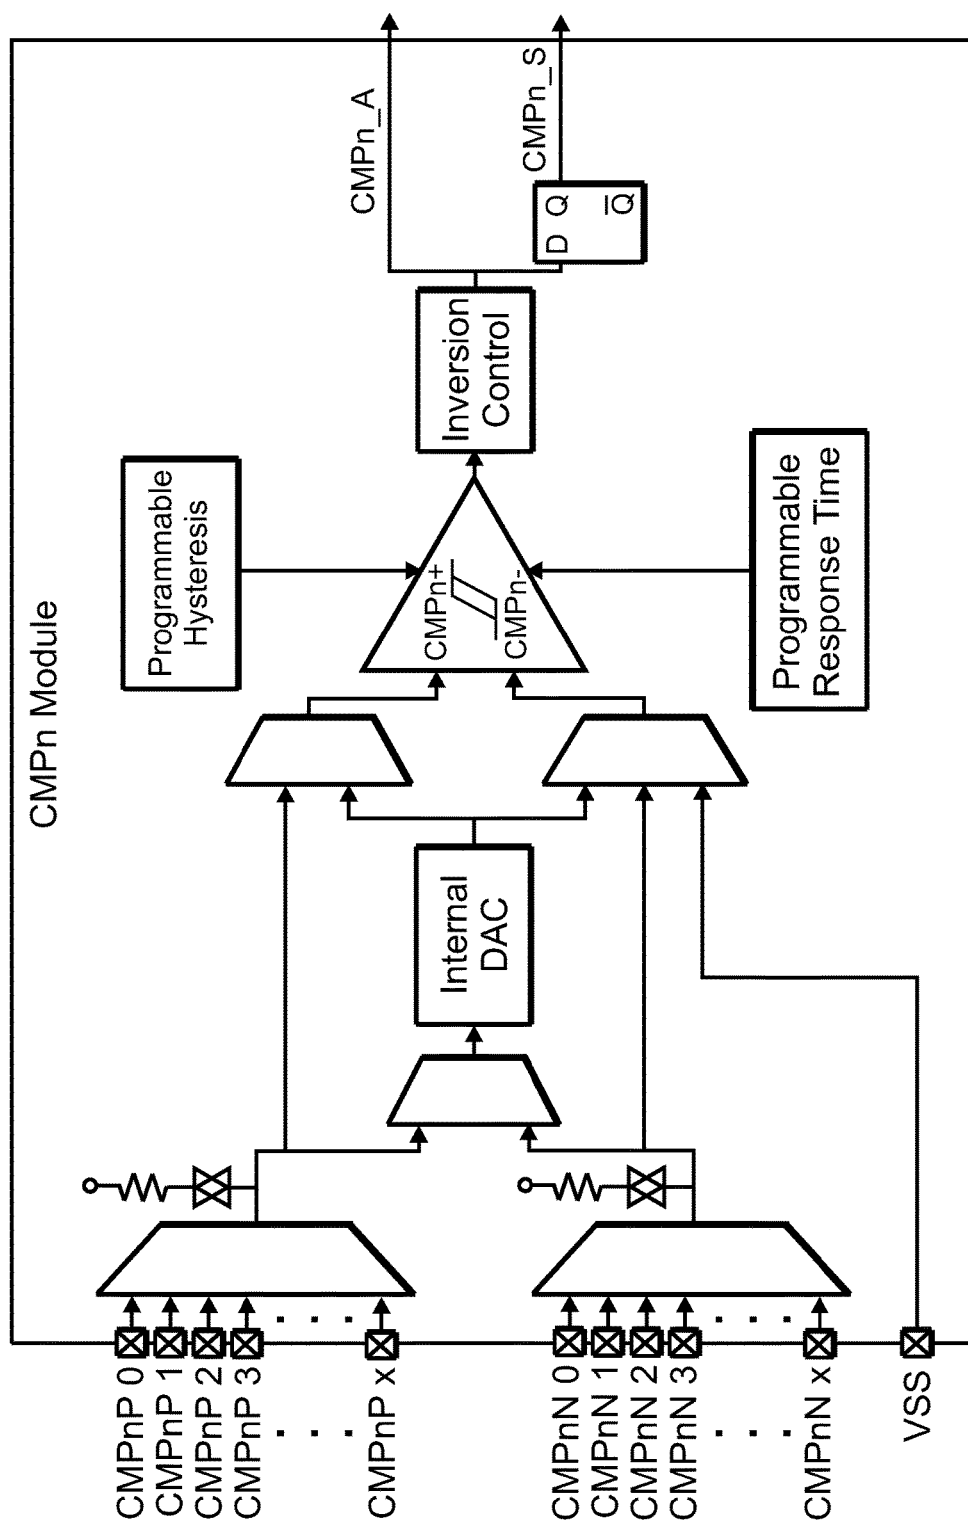 CMPn Module
CMPnP 0
CMPnP 1
CMPnP 2
CMPnP 3
. . .
. . .
CMPnP x
CMPnN 0
CMPnN 1
CMPnN 2
CMPnN 3
. . .
. . .
CMPnN x
VSS
Internal
DAC
Programmable
Hysteresis
CMPn+
CMPn-
Programmable
Response Time
Inversion
Control
D Q
Q̅
CMPn_A
CMPn_S